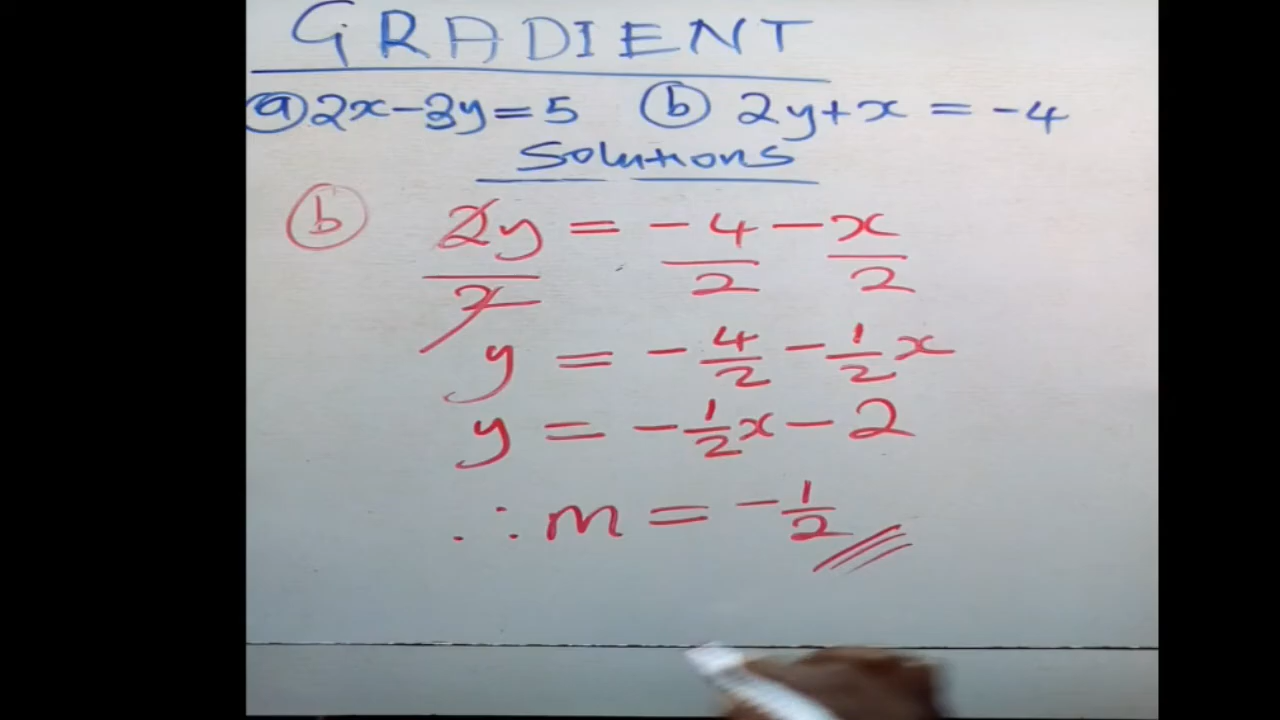 GRADIENT
(a) 2x-3y=5 (b) 2y+x = -4
Solutions
(b) 2y/2 = -4/2 - x/2
y = -4/2 - 1/2 x
y = -1/2 x - 2
∴ m = -1/2